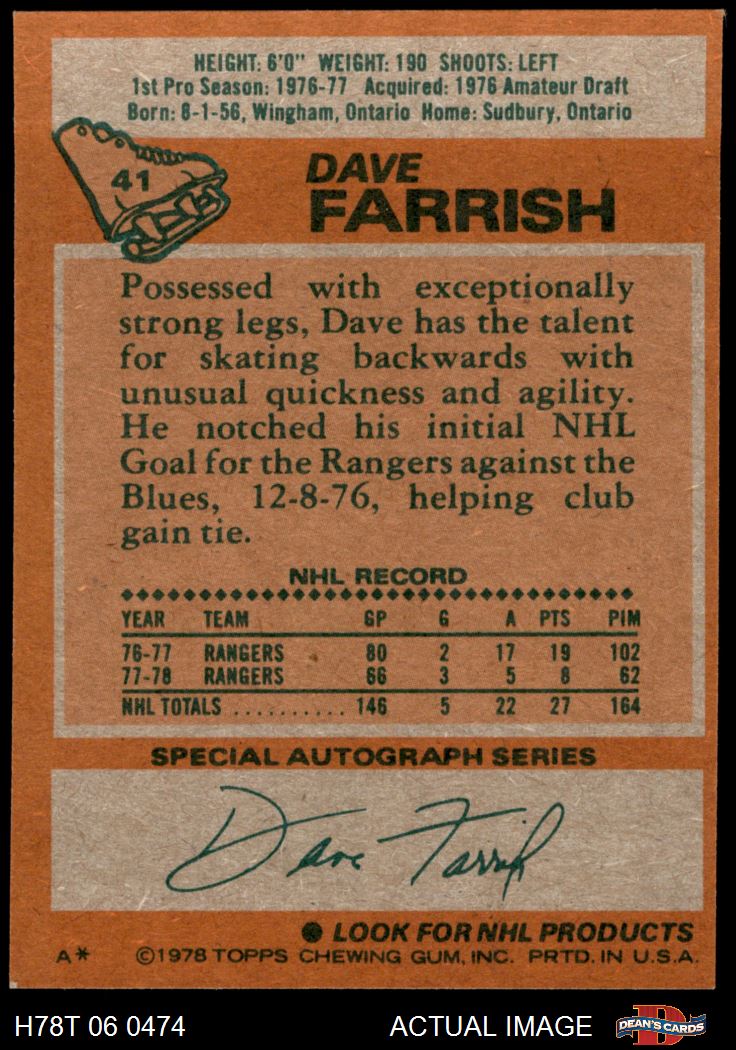 HEIGHT: 6'0" WEIGHT: 190 SHOOTS: LEFT
1st Pro Season: 1976-77 Acquired: 1976 Amateur Draft
Born: 8-1-56, Wingham, Ontario Home: Sudbury, Ontario
41
DAVE
FARRISH
Possessed with exceptionally
strong legs, Dave has the talent
for skating backwards with
unusual quickness and agility.
He notched his initial NHL
Goal for the Rangers against the
Blues, 12-8-76, helping club
gain tie.
NHL RECORD
YEAR TEAM GP G A PTS PIM
76-77 RANGERS 80 2 17 19 102
77-78 RANGERS 66 3 5 8 62
NHL TOTALS .......... 146 5 22 27 164
SPECIAL AUTOGRAPH SERIES
Dave Farrish
● LOOK FOR NHL PRODUCTS
A* ©1978 TOPPS CHEWING GUM, INC. PRTD. IN U.S.A.
H78T 06 0474 ACTUAL IMAGE D DEAN'S CARDS